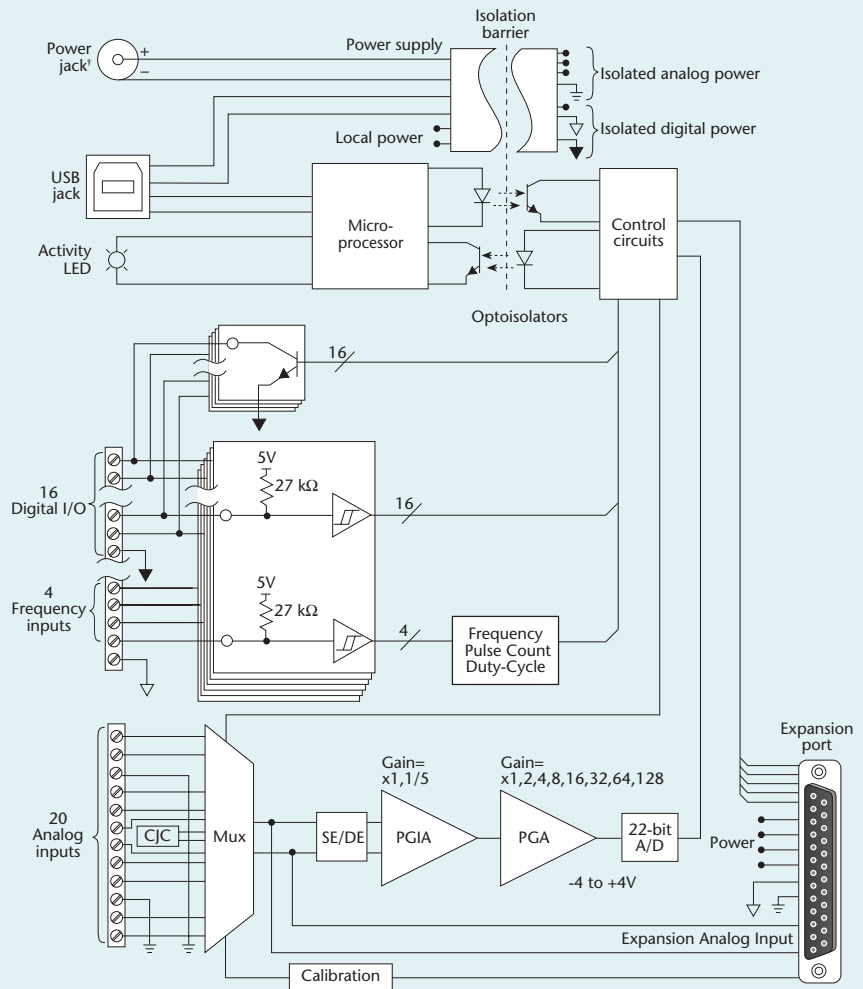 Isolation
barrier
Power
jack†
+
−
Power supply
Isolated analog power
Local power
Isolated digital power
USB
jack
Micro-
processor
Control
circuits
Activity
LED
Optoisolators
16
5V
27 kΩ
16
Digital I/O
16
4
Frequency
inputs
5V
27 kΩ
4
Frequency
Pulse Count
Duty-Cycle
Expansion
port
Gain=
x1,1/5
Gain=
x1,2,4,8,16,32,64,128
20
Analog
inputs
CJC
Mux
SE/DE
PGIA
PGA
22-bit
A/D
Power
-4 to +4V
Expansion Analog Input
Calibration